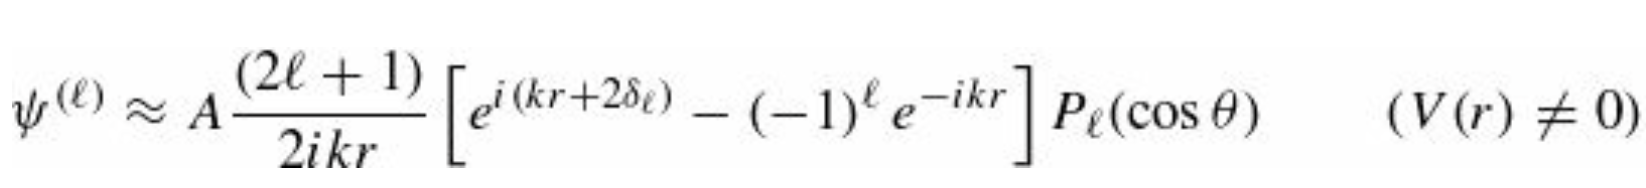 ψ^(ℓ) ≈ A (2ℓ + 1)/(2ikr) [e^{i(kr+2δ_ℓ)} − (−1)^ℓ e^{−ikr}] P_ℓ(cos θ) (V(r) ≠ 0)